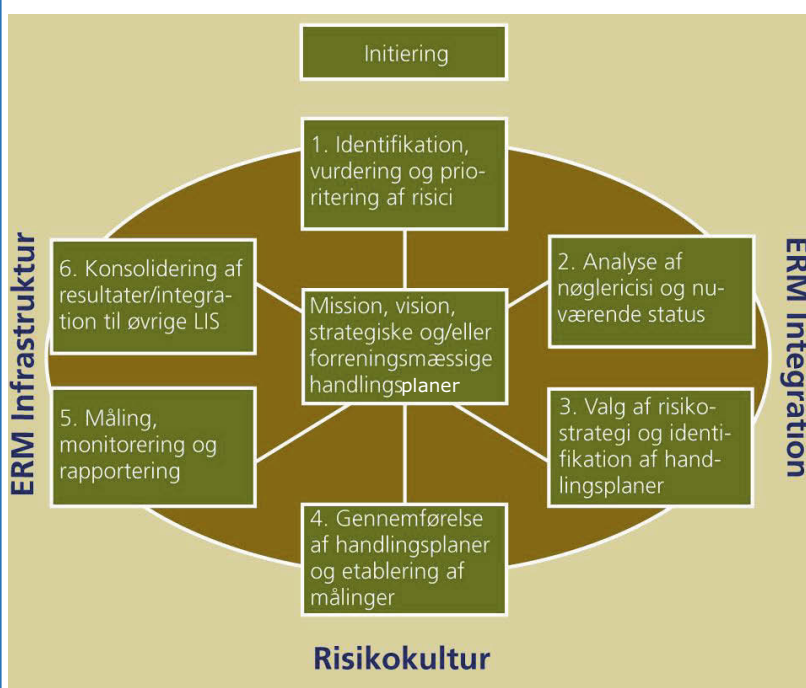 Initiering
1. Identifikation,
vurdering og prio-
ritering af risici
2. Analyse af
nøglericisi og nu-
værende status
3. Valg af risiko-
strategi og identi-
fikation af hand-
lingsplaner
4. Gennemførelse
af handlingsplaner
og etablering af
målinger
5. Måling,
monitorering og
rapportering
6. Konsolidering af
resultater/integra-
tion til øvrige LIS
Mission, vision,
strategiske og/eller
forreningsmæssige
handlingsplaner
ERM Infrastruktur
ERM Integration
Risikokultur